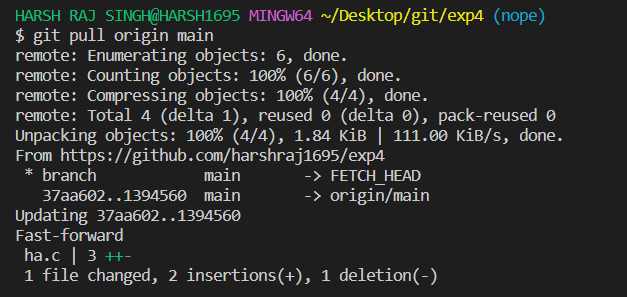 HARSH RAJ SINGH@HARSH1695 MINGW64 ~/Desktop/git/exp4 (nope)
$ git pull origin main
remote: Enumerating objects: 6, done.
remote: Counting objects: 100% (6/6), done.
remote: Compressing objects: 100% (4/4), done.
remote: Total 4 (delta 1), reused 0 (delta 0), pack-reused 0
Unpacking objects: 100% (4/4), 1.84 KiB | 111.00 KiB/s, done.
From https://github.com/harshraj1695/exp4
 * branch            main       -> FETCH_HEAD
   37aa602..1394560  main       -> origin/main
Updating 37aa602..1394560
Fast-forward
 ha.c | 3 ++-
 1 file changed, 2 insertions(+), 1 deletion(-)